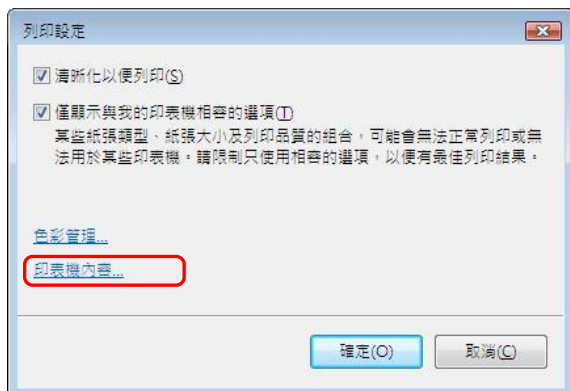 列印設定
清晰化以便列印(S)
僅顯示與我的印表機相容的選項(T)
某些紙張類型、紙張大小及列印品質的組合，可能會無法正常列印或無
法用於某些印表機。請限制只使用相容的選項，以便有最佳列印結果。
色彩管理...
印表機內容...
確定(O)
取消(C)